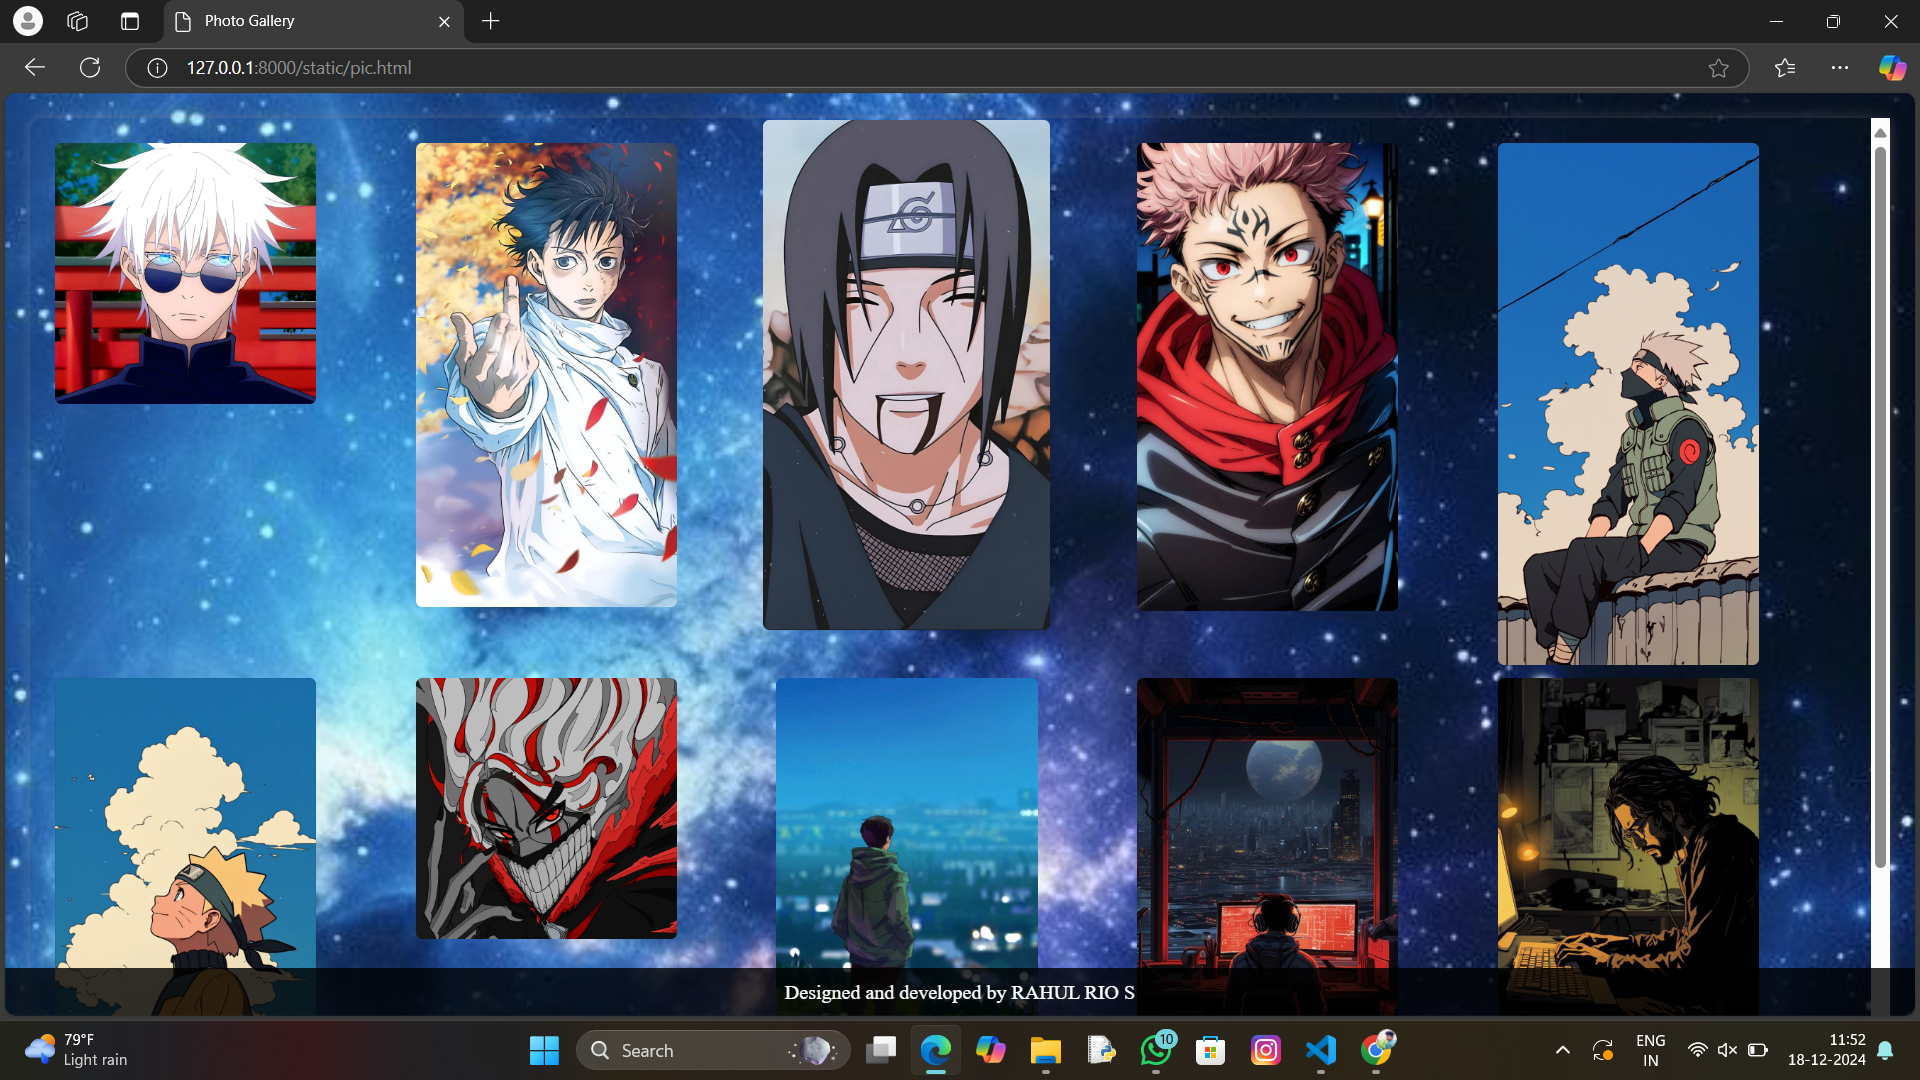 Photo Gallery
127.0.0.1:8000/static/pic.html
Designed and developed by RAHUL RIO S
79°F
Light rain
Search
10
ENG
IN
11:52
18-12-2024